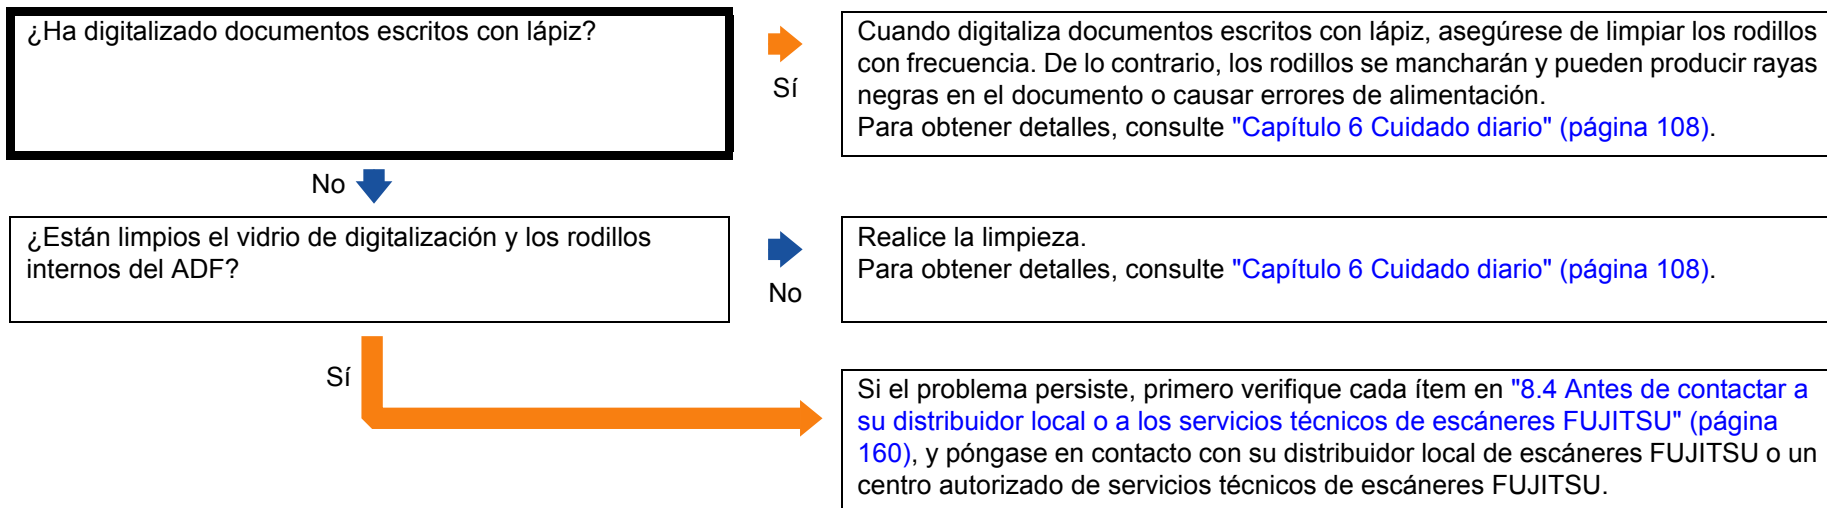 ¿Ha digitalizado documentos escritos con lápiz?
Sí
Cuando digitaliza documentos escritos con lápiz, asegúrese de limpiar los rodillos
con frecuencia. De lo contrario, los rodillos se mancharán y pueden producir rayas
negras en el documento o causar errores de alimentación.
Para obtener detalles, consulte "Capítulo 6 Cuidado diario" (página 108).
No
¿Están limpios el vidrio de digitalización y los rodillos
internos del ADF?
No
Realice la limpieza.
Para obtener detalles, consulte "Capítulo 6 Cuidado diario" (página 108).
Sí
Si el problema persiste, primero verifique cada ítem en "8.4 Antes de contactar a
su distribuidor local o a los servicios técnicos de escáneres FUJITSU" (página
160), y póngase en contacto con su distribuidor local de escáneres FUJITSU o un
centro autorizado de servicios técnicos de escáneres FUJITSU.